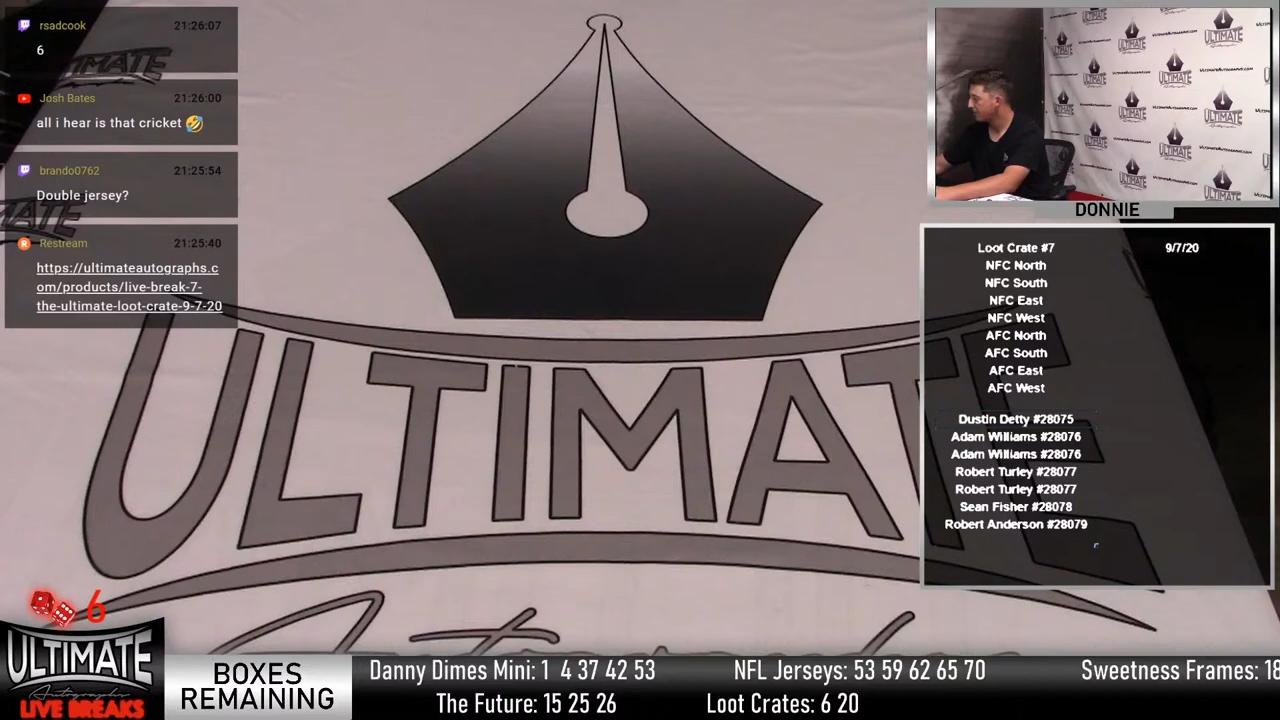 rsadcook 21:26:07
6
Josh Bates 21:26:00
all i hear is that cricket 🤣
brando0762 21:25:54
Double jersey?
Restream 21:25:40
https://ultimateautographs.c
om/products/live-break-7-
the-ultimate-loot-crate-9-7-20
ULTIMATE
DONNIE
Loot Crate #7 9/7/20
NFC North
NFC South
NFC East
NFC West
AFC North
AFC South
AFC East
AFC West
Dustin Detty #28075
Adam Williams #28076
Adam Williams #28076
Robert Turley #28077
Robert Turley #28077
Sean Fisher #28078
Robert Anderson #28079
6
ULTIMATE
Autographs
LIVE BREAKS
BOXES
REMAINING
Danny Dimes Mini: 1 4 37 42 53 NFL Jerseys: 53 59 62 65 70 Sweetness Frames: 18
The Future: 15 25 26 Loot Crates: 6 20